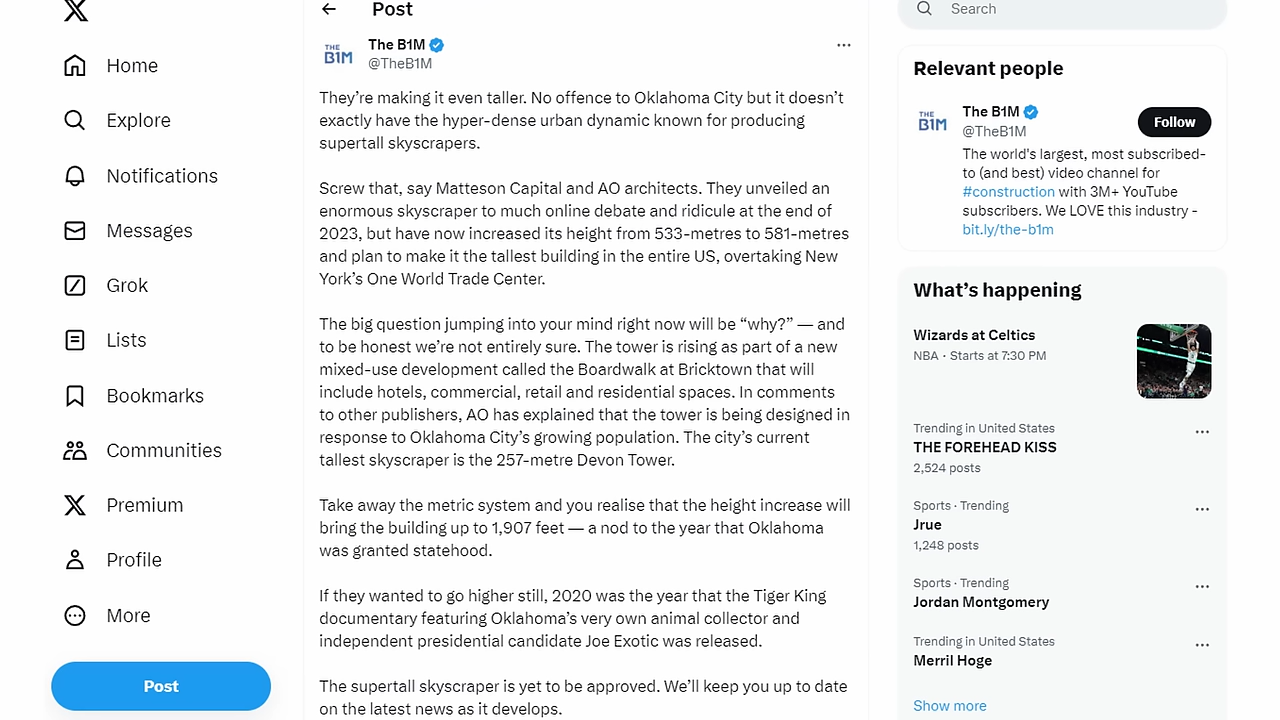 Home
Explore
Notifications
Messages
Grok
Lists
Bookmarks
Communities
Premium
Profile
More
Post
Post
THE B1M
The B1M
@TheB1M
They’re making it even taller. No offence to Oklahoma City but it doesn’t
exactly have the hyper-dense urban dynamic known for producing
supertall skyscrapers.
Screw that, say Matteson Capital and AO architects. They unveiled an
enormous skyscraper to much online debate and ridicule at the end of
2023, but have now increased its height from 533-metres to 581-metres
and plan to make it the tallest building in the entire US, overtaking New
York’s One World Trade Center.
The big question jumping into your mind right now will be “why?” — and
to be honest we’re not entirely sure. The tower is rising as part of a new
mixed-use development called the Boardwalk at Bricktown that will
include hotels, commercial, retail and residential spaces. In comments
to other publishers, AO has explained that the tower is being designed in
response to Oklahoma City’s growing population. The city’s current
tallest skyscraper is the 257-metre Devon Tower.
Take away the metric system and you realise that the height increase will
bring the building up to 1,907 feet — a nod to the year that Oklahoma
was granted statehood.
If they wanted to go higher still, 2020 was the year that the Tiger King
documentary featuring Oklahoma’s very own animal collector and
independent presidential candidate Joe Exotic was released.
The supertall skyscraper is yet to be approved. We’ll keep you up to date
on the latest news as it develops.
Search
Relevant people
THE B1M
The B1M
@TheB1M
Follow
The world's largest, most subscribed-
to (and best) video channel for
#construction with 3M+ YouTube
subscribers. We LOVE this industry -
bit.ly/the-b1m
What’s happening
Wizards at Celtics
NBA · Starts at 7:30 PM
Trending in United States
THE FOREHEAD KISS
2,524 posts
Sports · Trending
Jrue
1,248 posts
Sports · Trending
Jordan Montgomery
Trending in United States
Merril Hoge
Show more